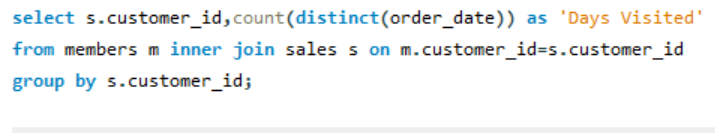 select s.customer_id,count(distinct(order_date)) as 'Days Visited'
from members m inner join sales s on m.customer_id=s.customer_id
group by s.customer_id;